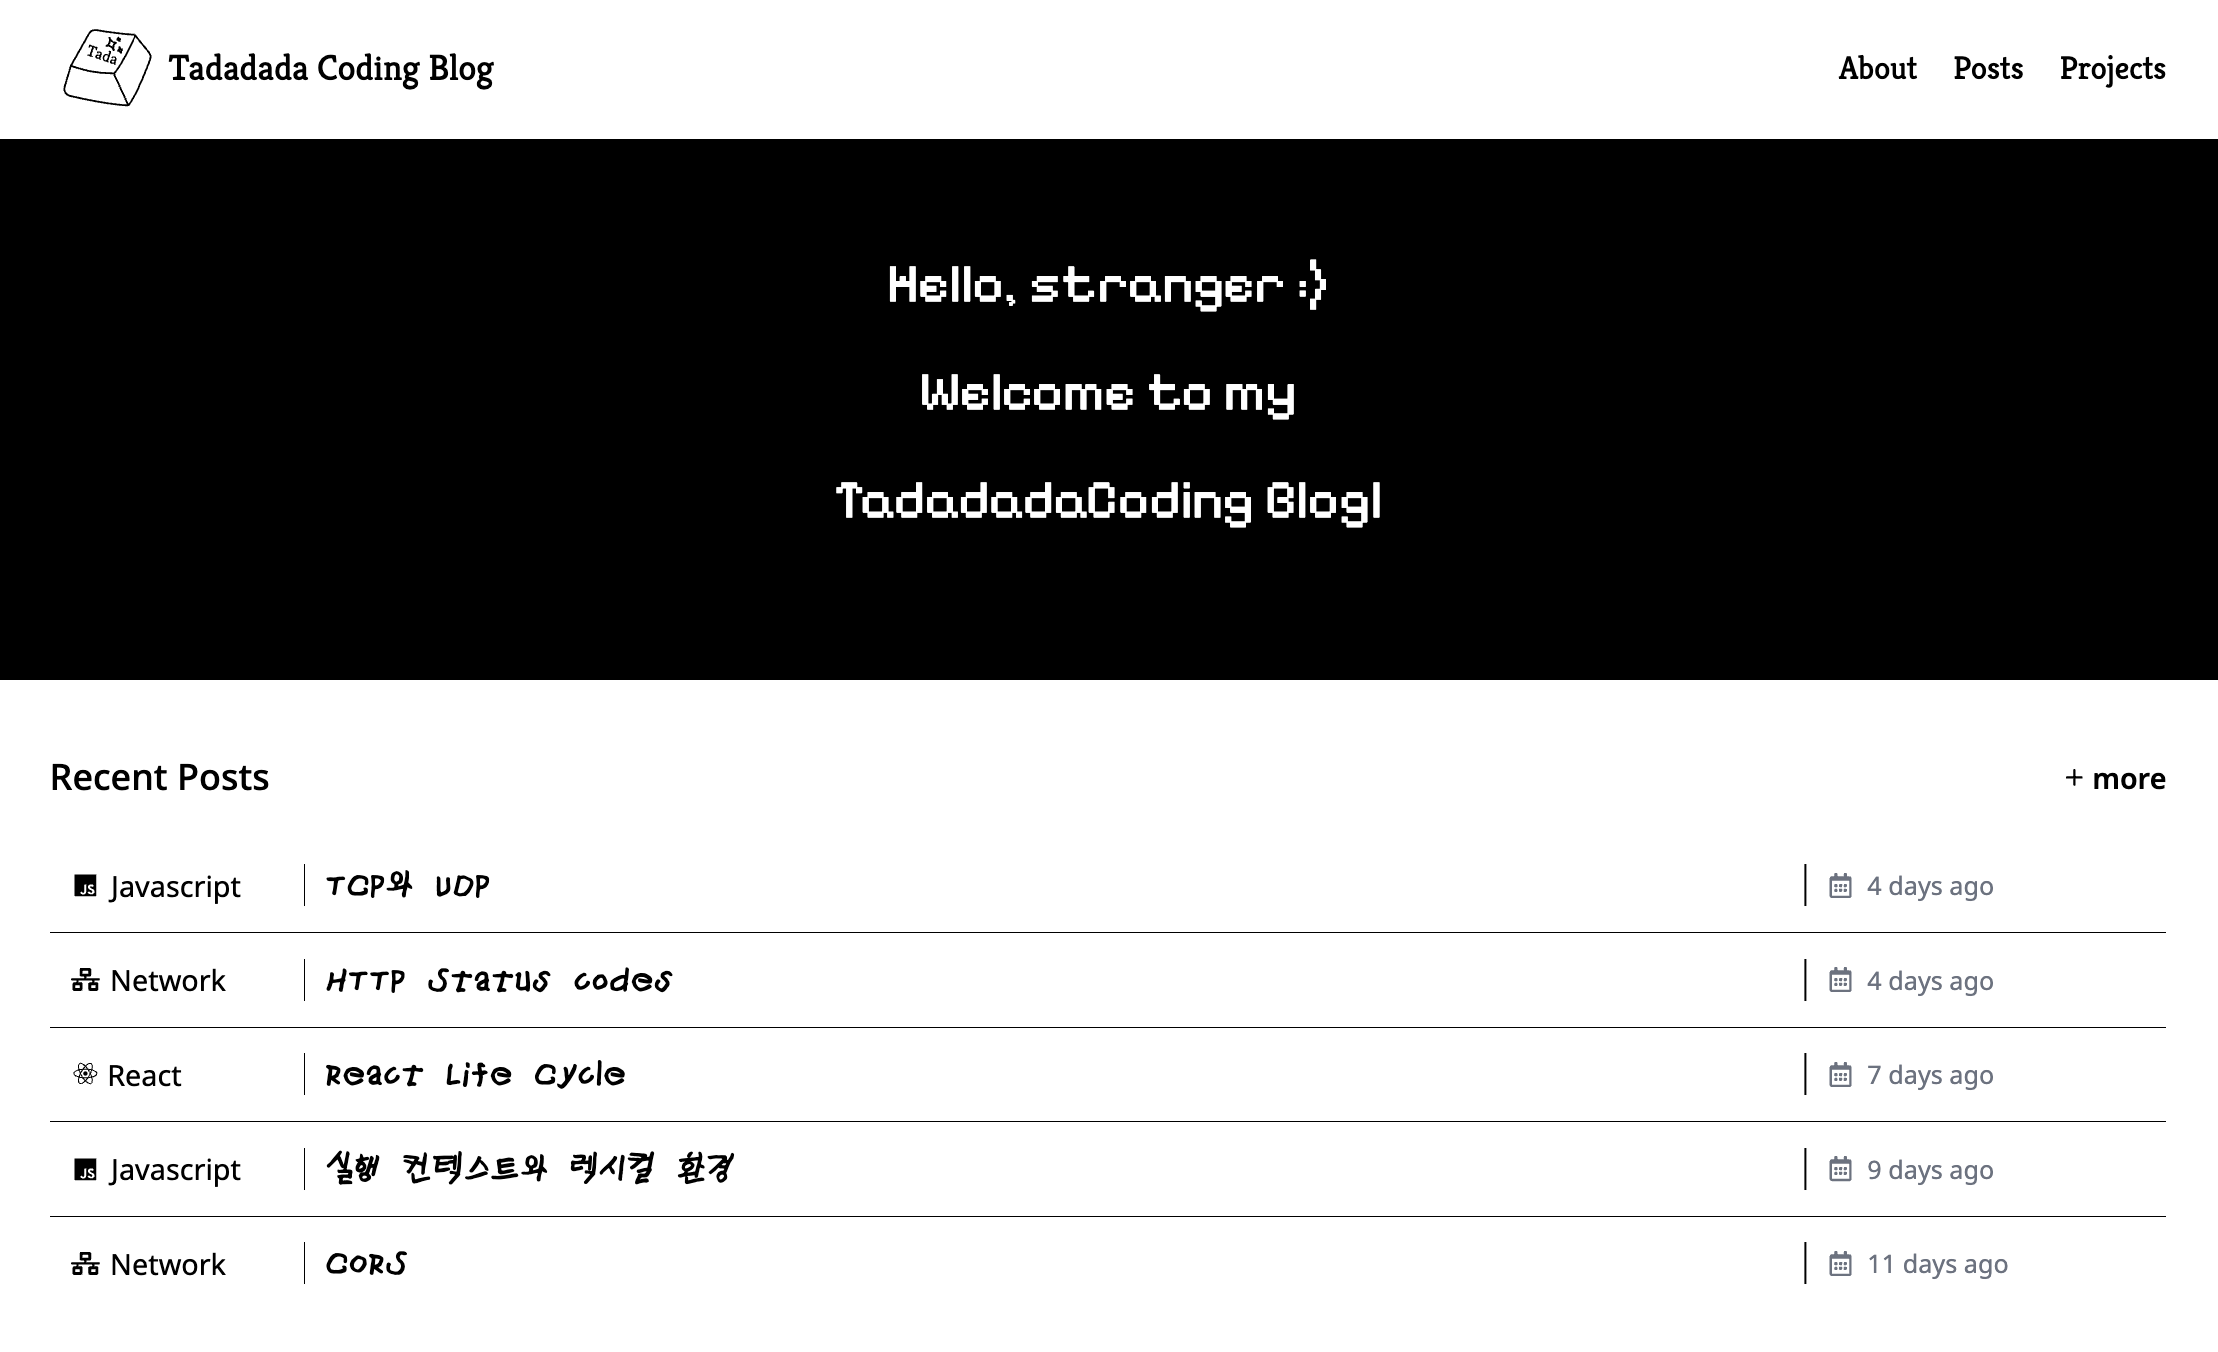 Tada
Tadadada Coding Blog
About Posts Projects
Hello, stranger :}
Welcome to my
TadadadaCoding Blog|
Recent Posts
+ more
JS Javascript TCP와 UDP 4 days ago
Network HTTP Status codes 4 days ago
React React Life Cycle 7 days ago
JS Javascript 실행 컨텍스트와 렉시컬 환경 9 days ago
Network CORS 11 days ago